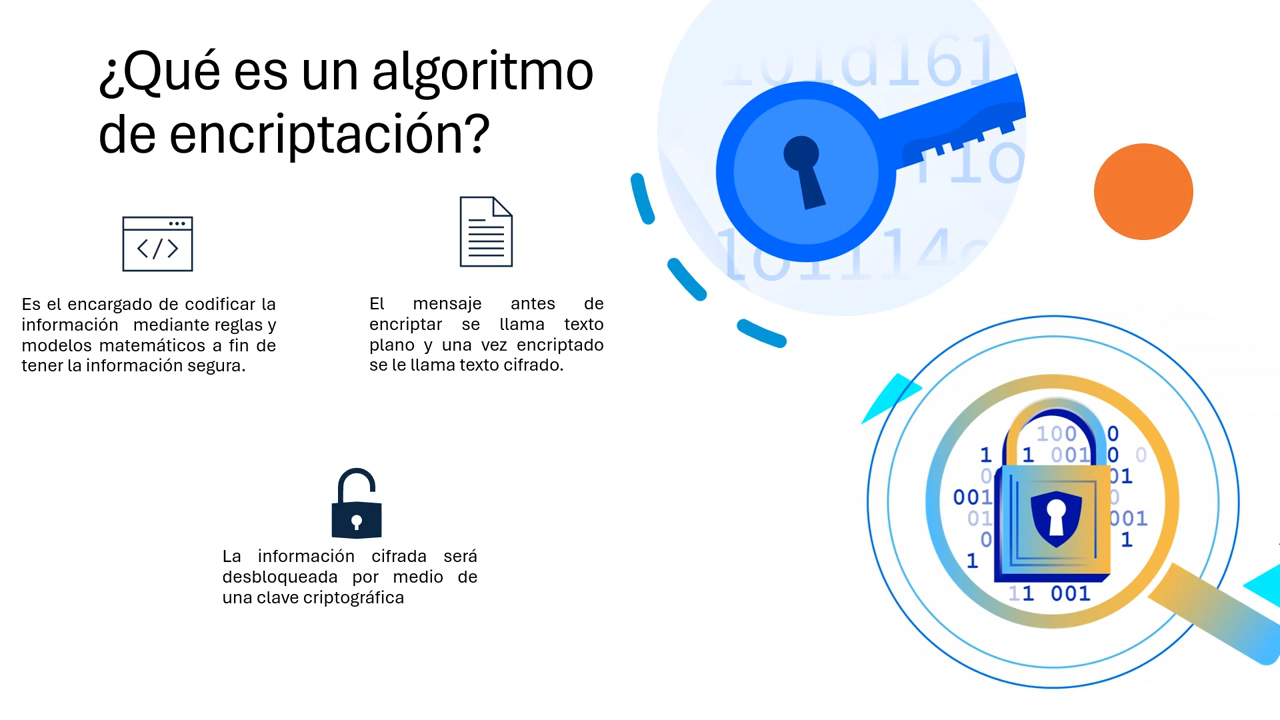 ¿Qué es un algoritmo
de encriptación?
Es el encargado de codificar la
información mediante reglas y
modelos matemáticos a fin de
tener la información segura.
El mensaje antes de
encriptar se llama texto
plano y una vez encriptado
se le llama texto cifrado.
La información cifrada será
desbloqueada por medio de
una clave criptográfica